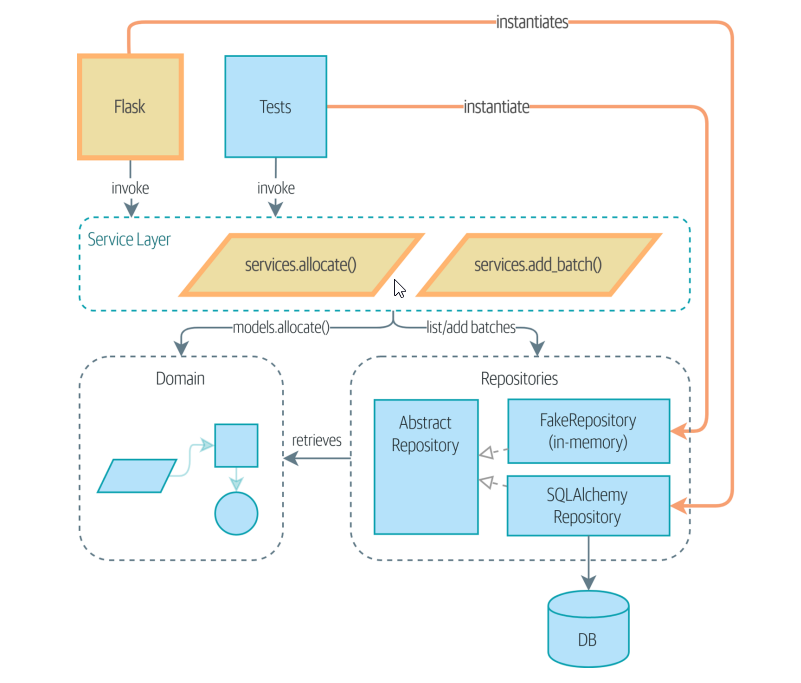 instantiates
Flask
Tests
instantiate
invoke
invoke
Service Layer
services.allocate()
services.add_batch()
models.allocate()
list/add batches
Domain
Repositories
Abstract
Repository
FakeRepository
(in-memory)
retrieves
SQLAlchemy
Repository
DB